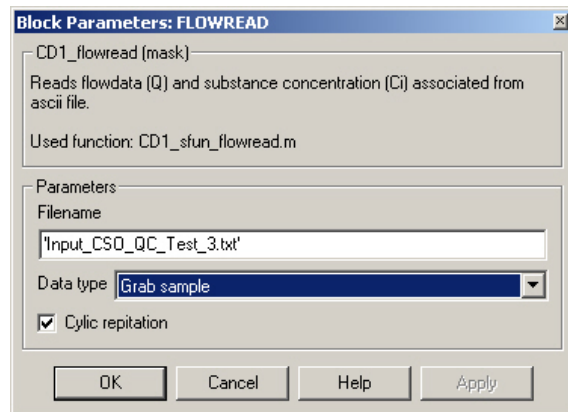 Block Parameters: FLOWREAD
CD1_flowread (mask)
Reads flowdata (Q) and substance concentration (Ci) associated from
ascii file.
Used function: CD1_sfun_flowread.m
Parameters
Filename
'Input_CSO_QC_Test_3.txt'
Data type Grab sample
Cylic repitation
OK Cancel Help Apply